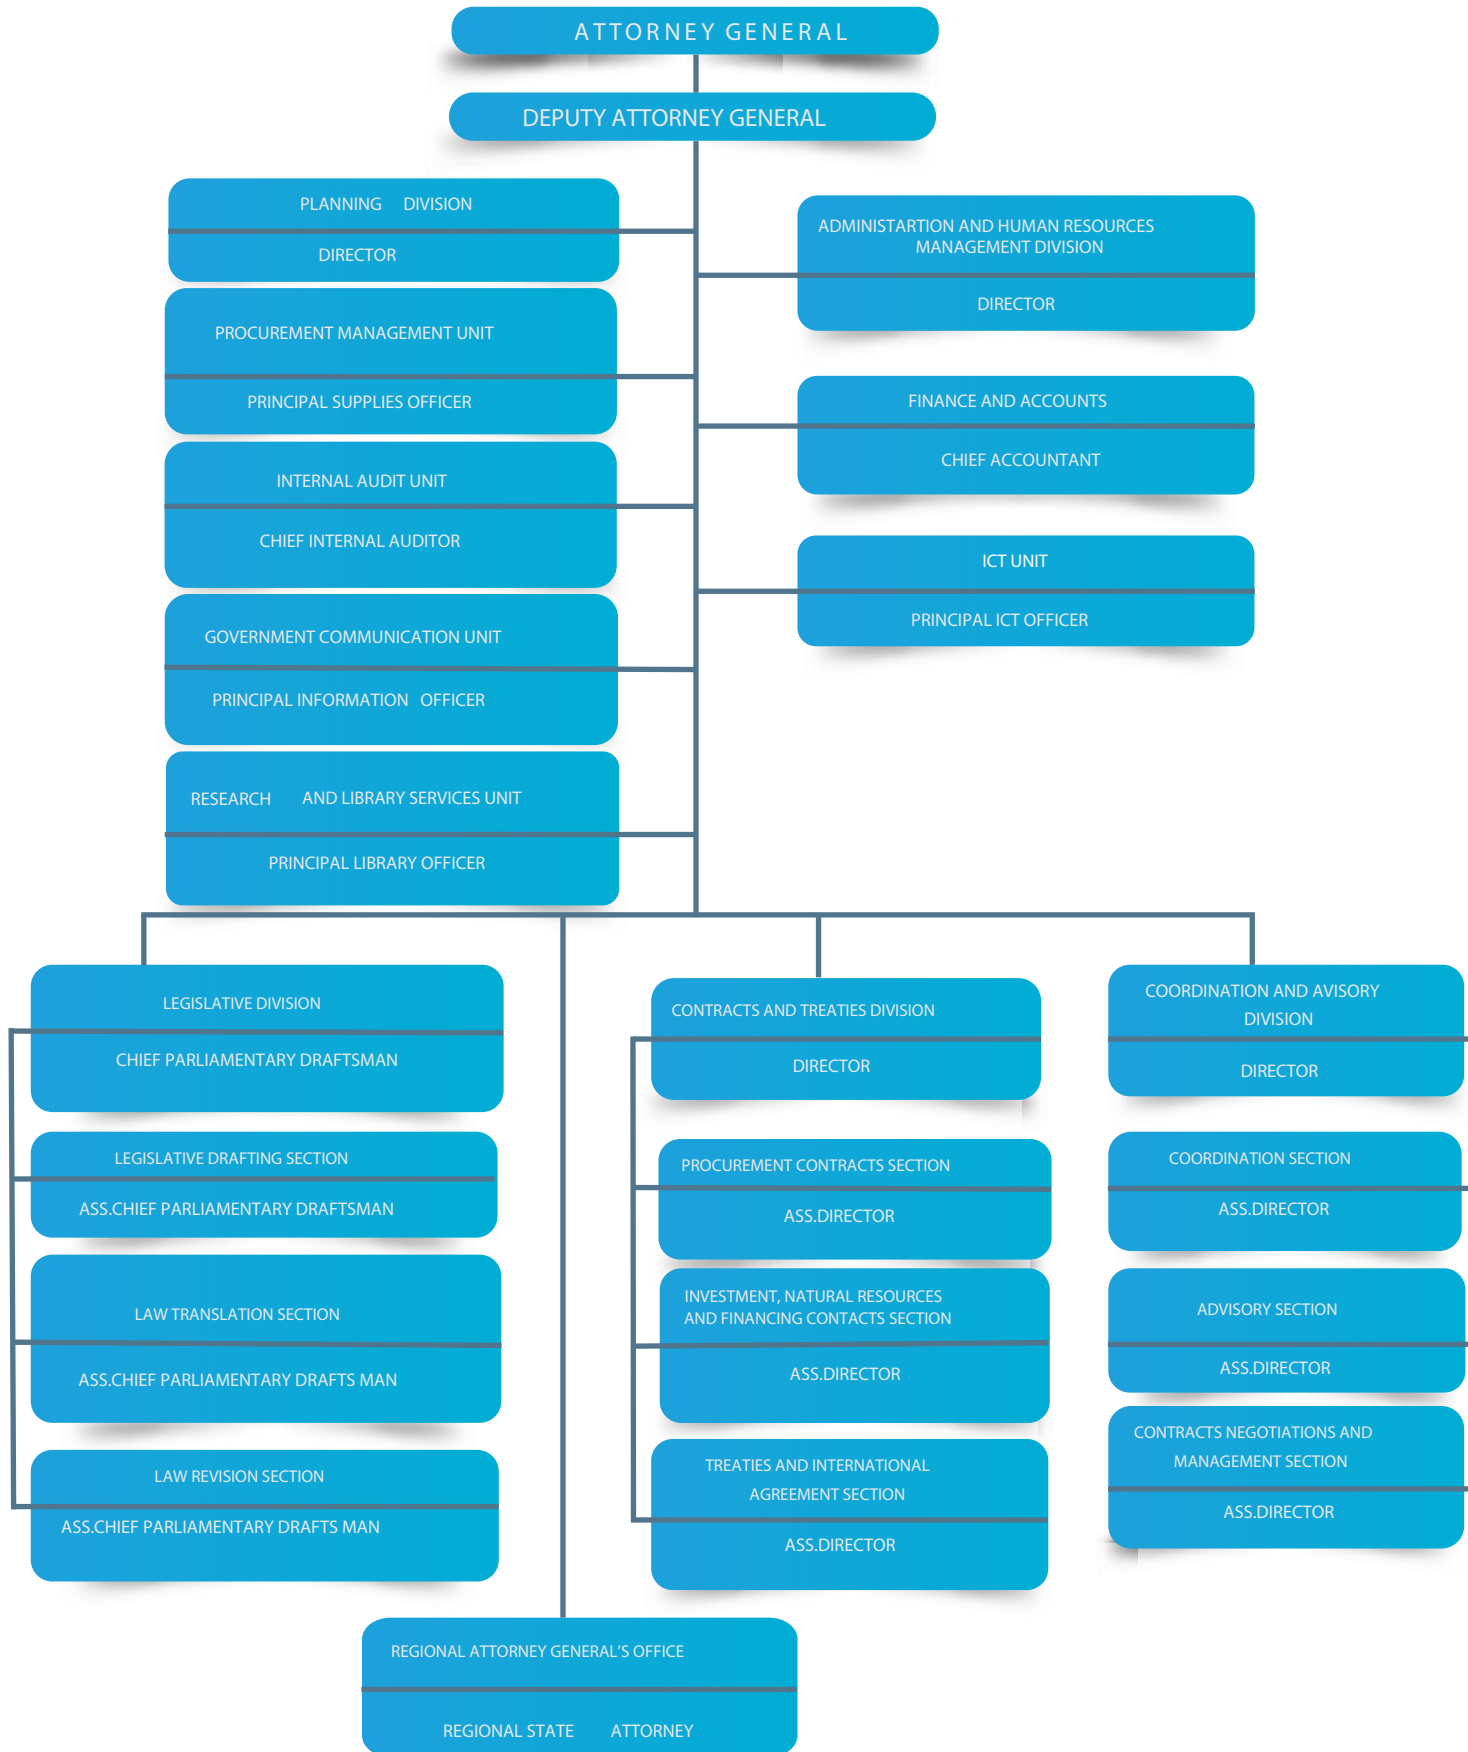 ATTORNEY GENERAL
DEPUTY ATTORNEY GENERAL
PLANNING DIVISION
DIRECTOR
PROCUREMENT MANAGEMENT UNIT
PRINCIPAL SUPPLIES OFFICER
INTERNAL AUDIT UNIT
CHIEF INTERNAL AUDITOR
GOVERNMENT COMMUNICATION UNIT
PRINCIPAL INFORMATION OFFICER
RESEARCH AND LIBRARY SERVICES UNIT
PRINCIPAL LIBRARY OFFICER
ADMINISTARTION AND HUMAN RESOURCES
MANAGEMENT DIVISION
DIRECTOR
FINANCE AND ACCOUNTS
CHIEF ACCOUNTANT
ICT UNIT
PRINCIPAL ICT OFFICER
LEGISLATIVE DIVISION
CHIEF PARLIAMENTARY DRAFTSMAN
LEGISLATIVE DRAFTING SECTION
ASS.CHIEF PARLIAMENTARY DRAFTSMAN
LAW TRANSLATION SECTION
ASS.CHIEF PARLIAMENTARY DRAFTS MAN
LAW REVISION SECTION
ASS.CHIEF PARLIAMENTARY DRAFTS MAN
CONTRACTS AND TREATIES DIVISION
DIRECTOR
PROCUREMENT CONTRACTS SECTION
ASS.DIRECTOR
INVESTMENT, NATURAL RESOURCES
AND FINANCING CONTACTS SECTION
ASS.DIRECTOR
TREATIES AND INTERNATIONAL
AGREEMENT SECTION
ASS.DIRECTOR
COORDINATION AND AVISORY
DIVISION
DIRECTOR
COORDINATION SECTION
ASS.DIRECTOR
ADVISORY SECTION
ASS.DIRECTOR
CONTRACTS NEGOTIATIONS AND
MANAGEMENT SECTION
ASS.DIRECTOR
REGIONAL ATTORNEY GENERAL’S OFFICE
REGIONAL STATE ATTORNEY